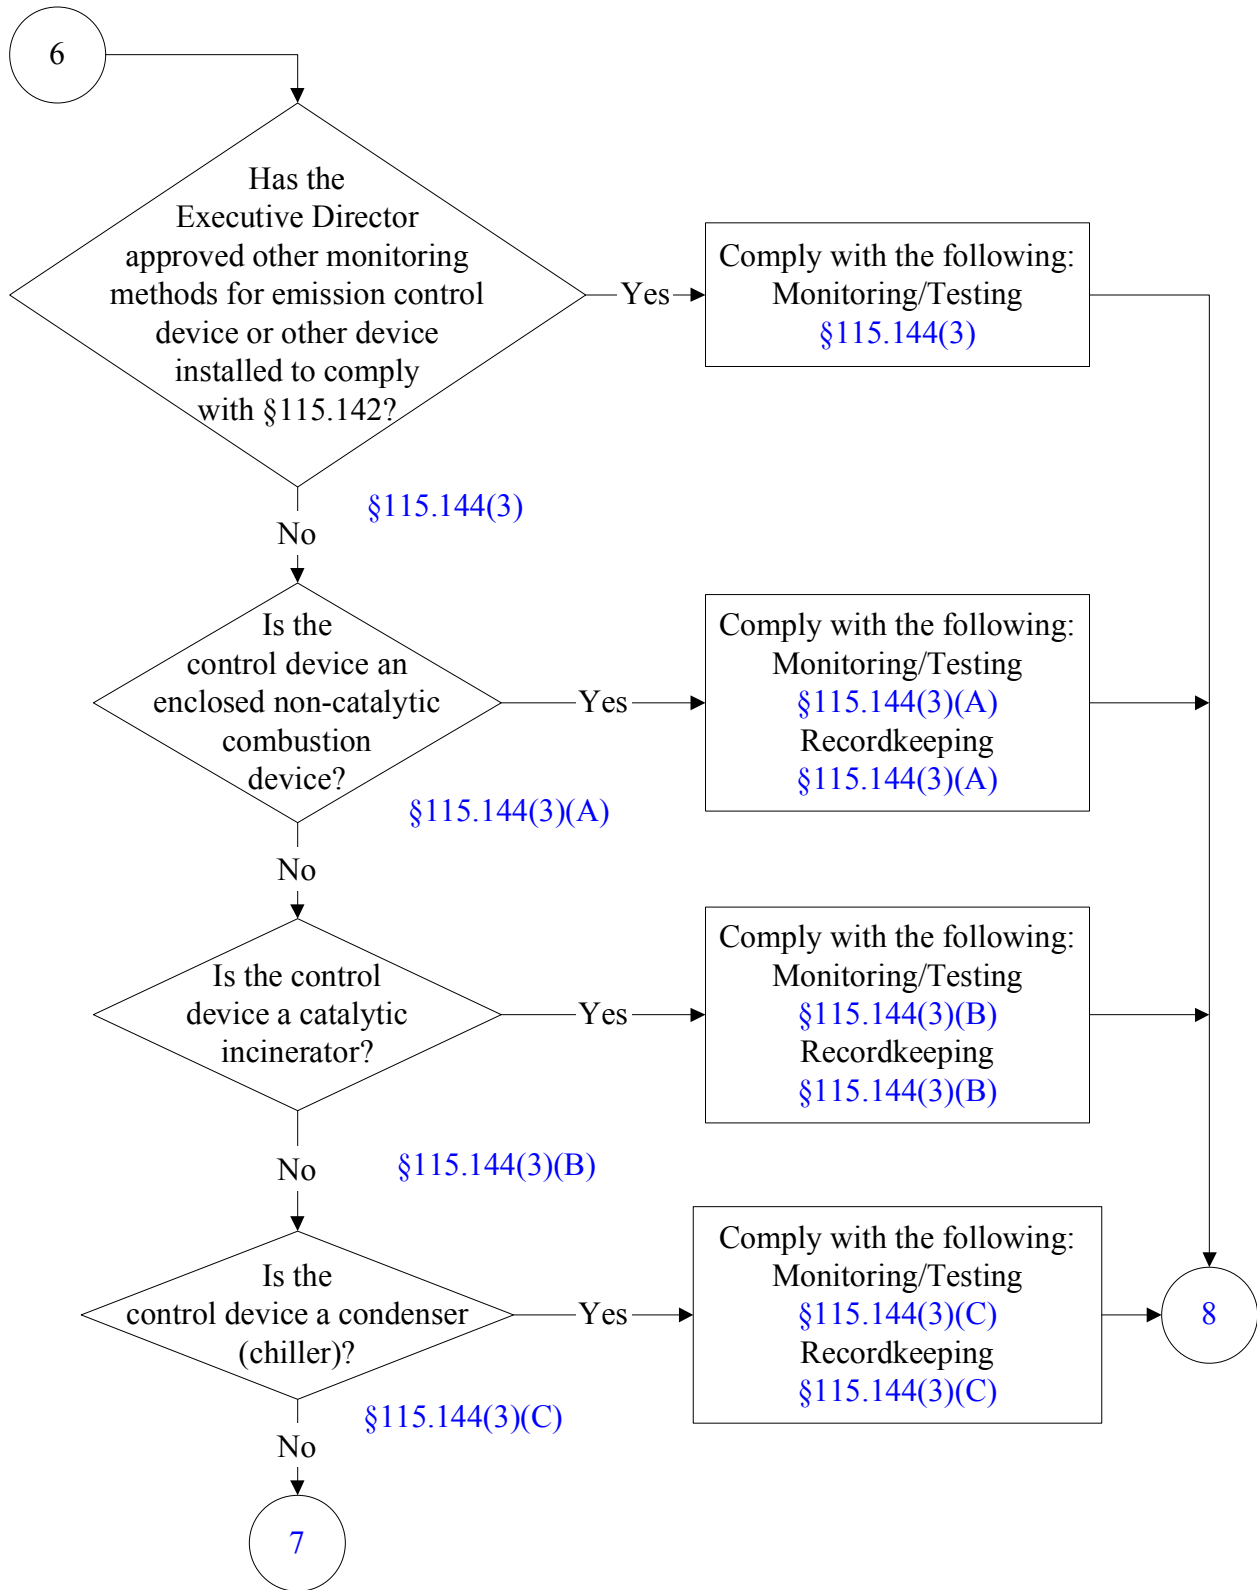 6
Has the
Executive Director
approved other monitoring
methods for emission control
device or other device
installed to comply
with §115.142?
Yes
Comply with the following:
Monitoring/Testing
§115.144(3)
§115.144(3)
No
Is the
control device an
enclosed non-catalytic
combustion
device?
Yes
Comply with the following:
Monitoring/Testing
§115.144(3)(A)
Recordkeeping
§115.144(3)(A)
§115.144(3)(A)
No
Is the control
device a catalytic
incinerator?
Yes
Comply with the following:
Monitoring/Testing
§115.144(3)(B)
Recordkeeping
§115.144(3)(B)
§115.144(3)(B)
No
Is the
control device a condenser
(chiller)?
Yes
Comply with the following:
Monitoring/Testing
§115.144(3)(C)
Recordkeeping
§115.144(3)(C)
8
§115.144(3)(C)
No
7